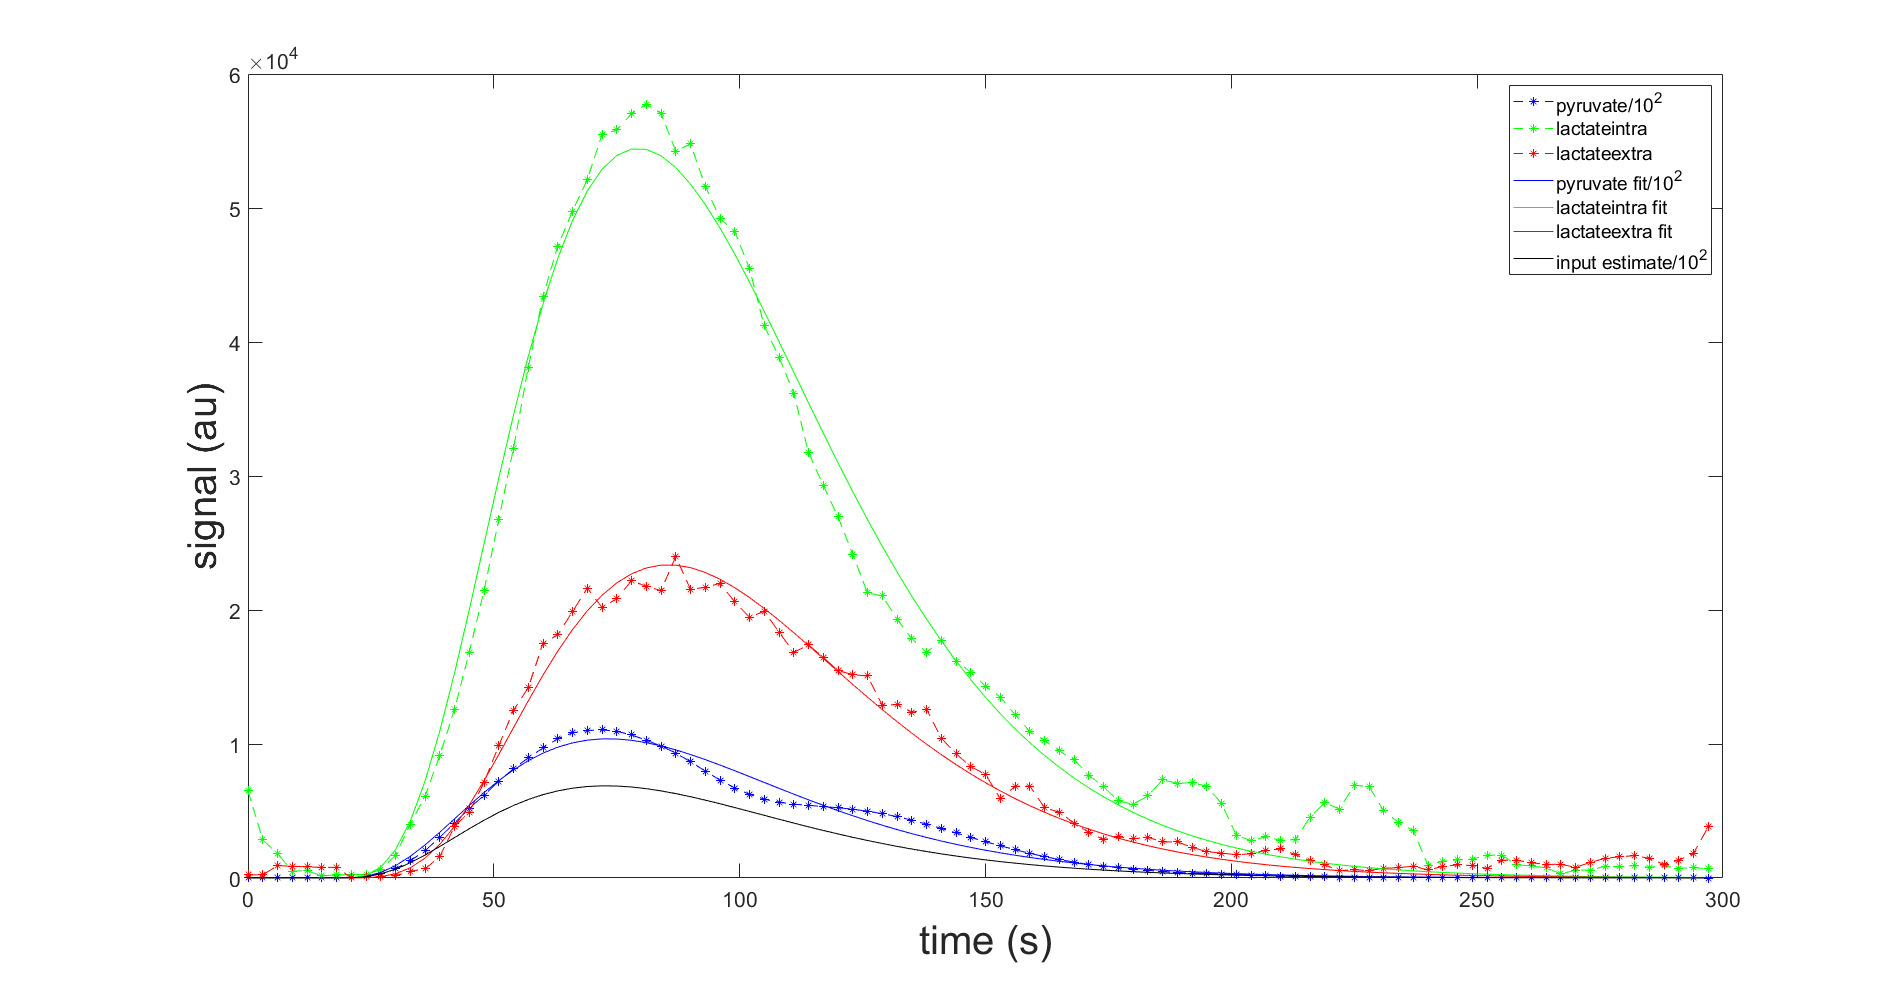 ×10^4
6
5
4
3
2
1
0
signal (au)
0 50 100 150 200 250 300
time (s)
pyruvate/10^2
lactateintra
lactateextra
pyruvate fit/10^2
lactateintra fit
lactateextra fit
input estimate/10^2